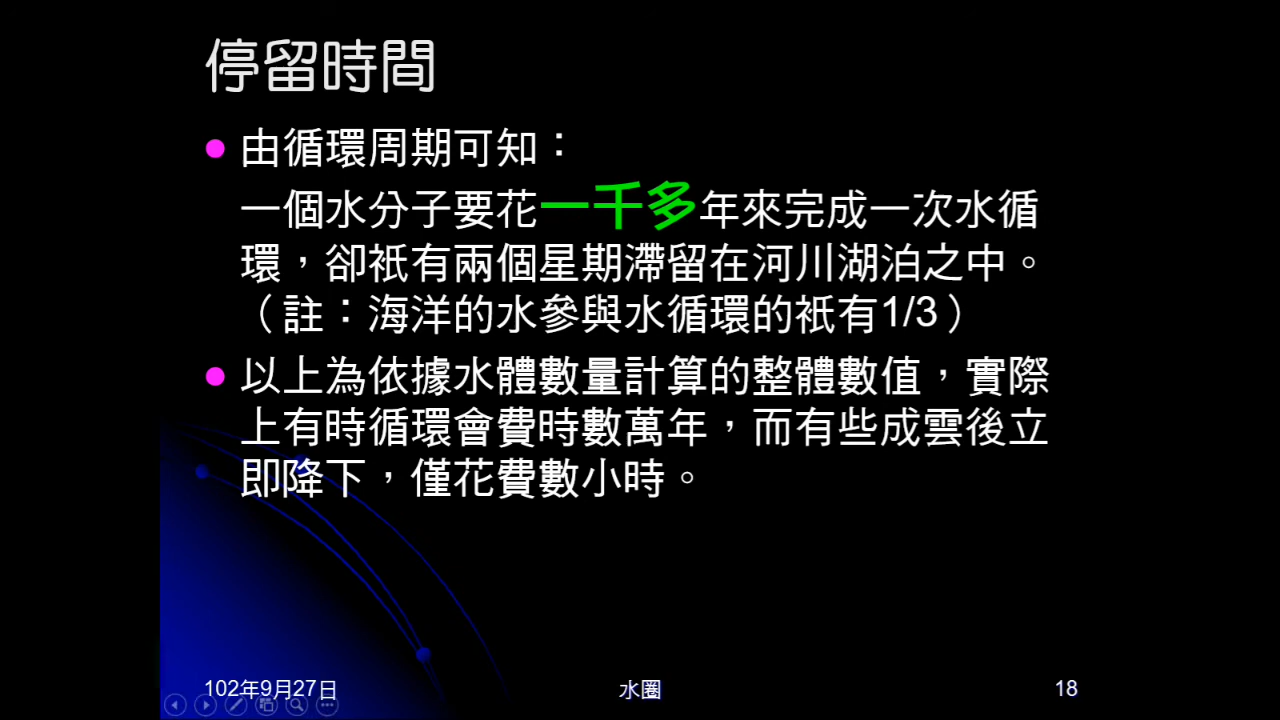 停留時間
由循環周期可知：
一個水分子要花一千多年來完成一次水循
環，卻衹有兩個星期滯留在河川湖泊之中。
（註：海洋的水參與水循環的衹有1/3）
以上為依據水體數量計算的整體數值，實際
上有時循環會費時數萬年，而有些成雲後立
即降下，僅花費數小時。
102年9月27日
水圈
18